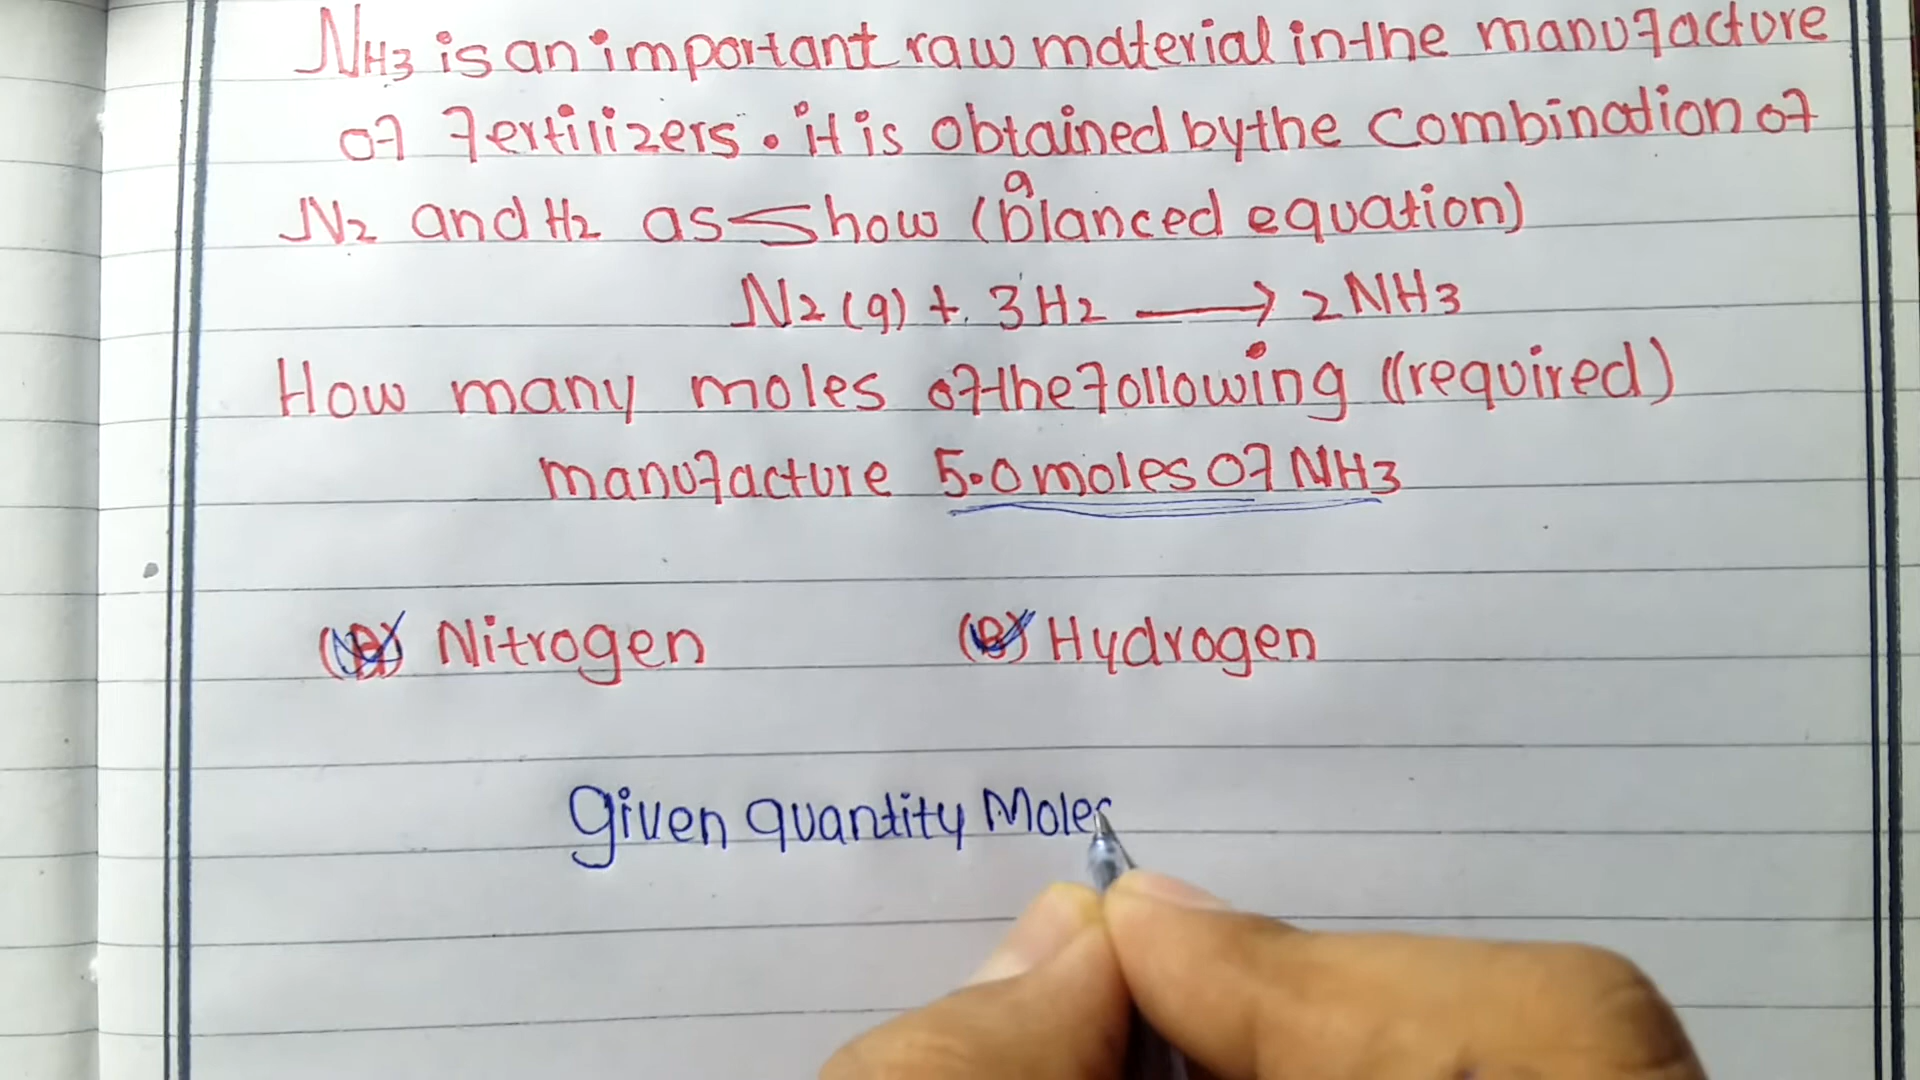 NH3 is an important raw material in the manufacture
of fertilizers. it is obtained by the combination of
N2 and H2 as show (balanced equation)
N2(g) + 3H2 → 2NH3
How many moles of the following (required)
manufacture 5.0 moles of NH3
Nitrogen (B) Hydrogen
Given quantity Moles